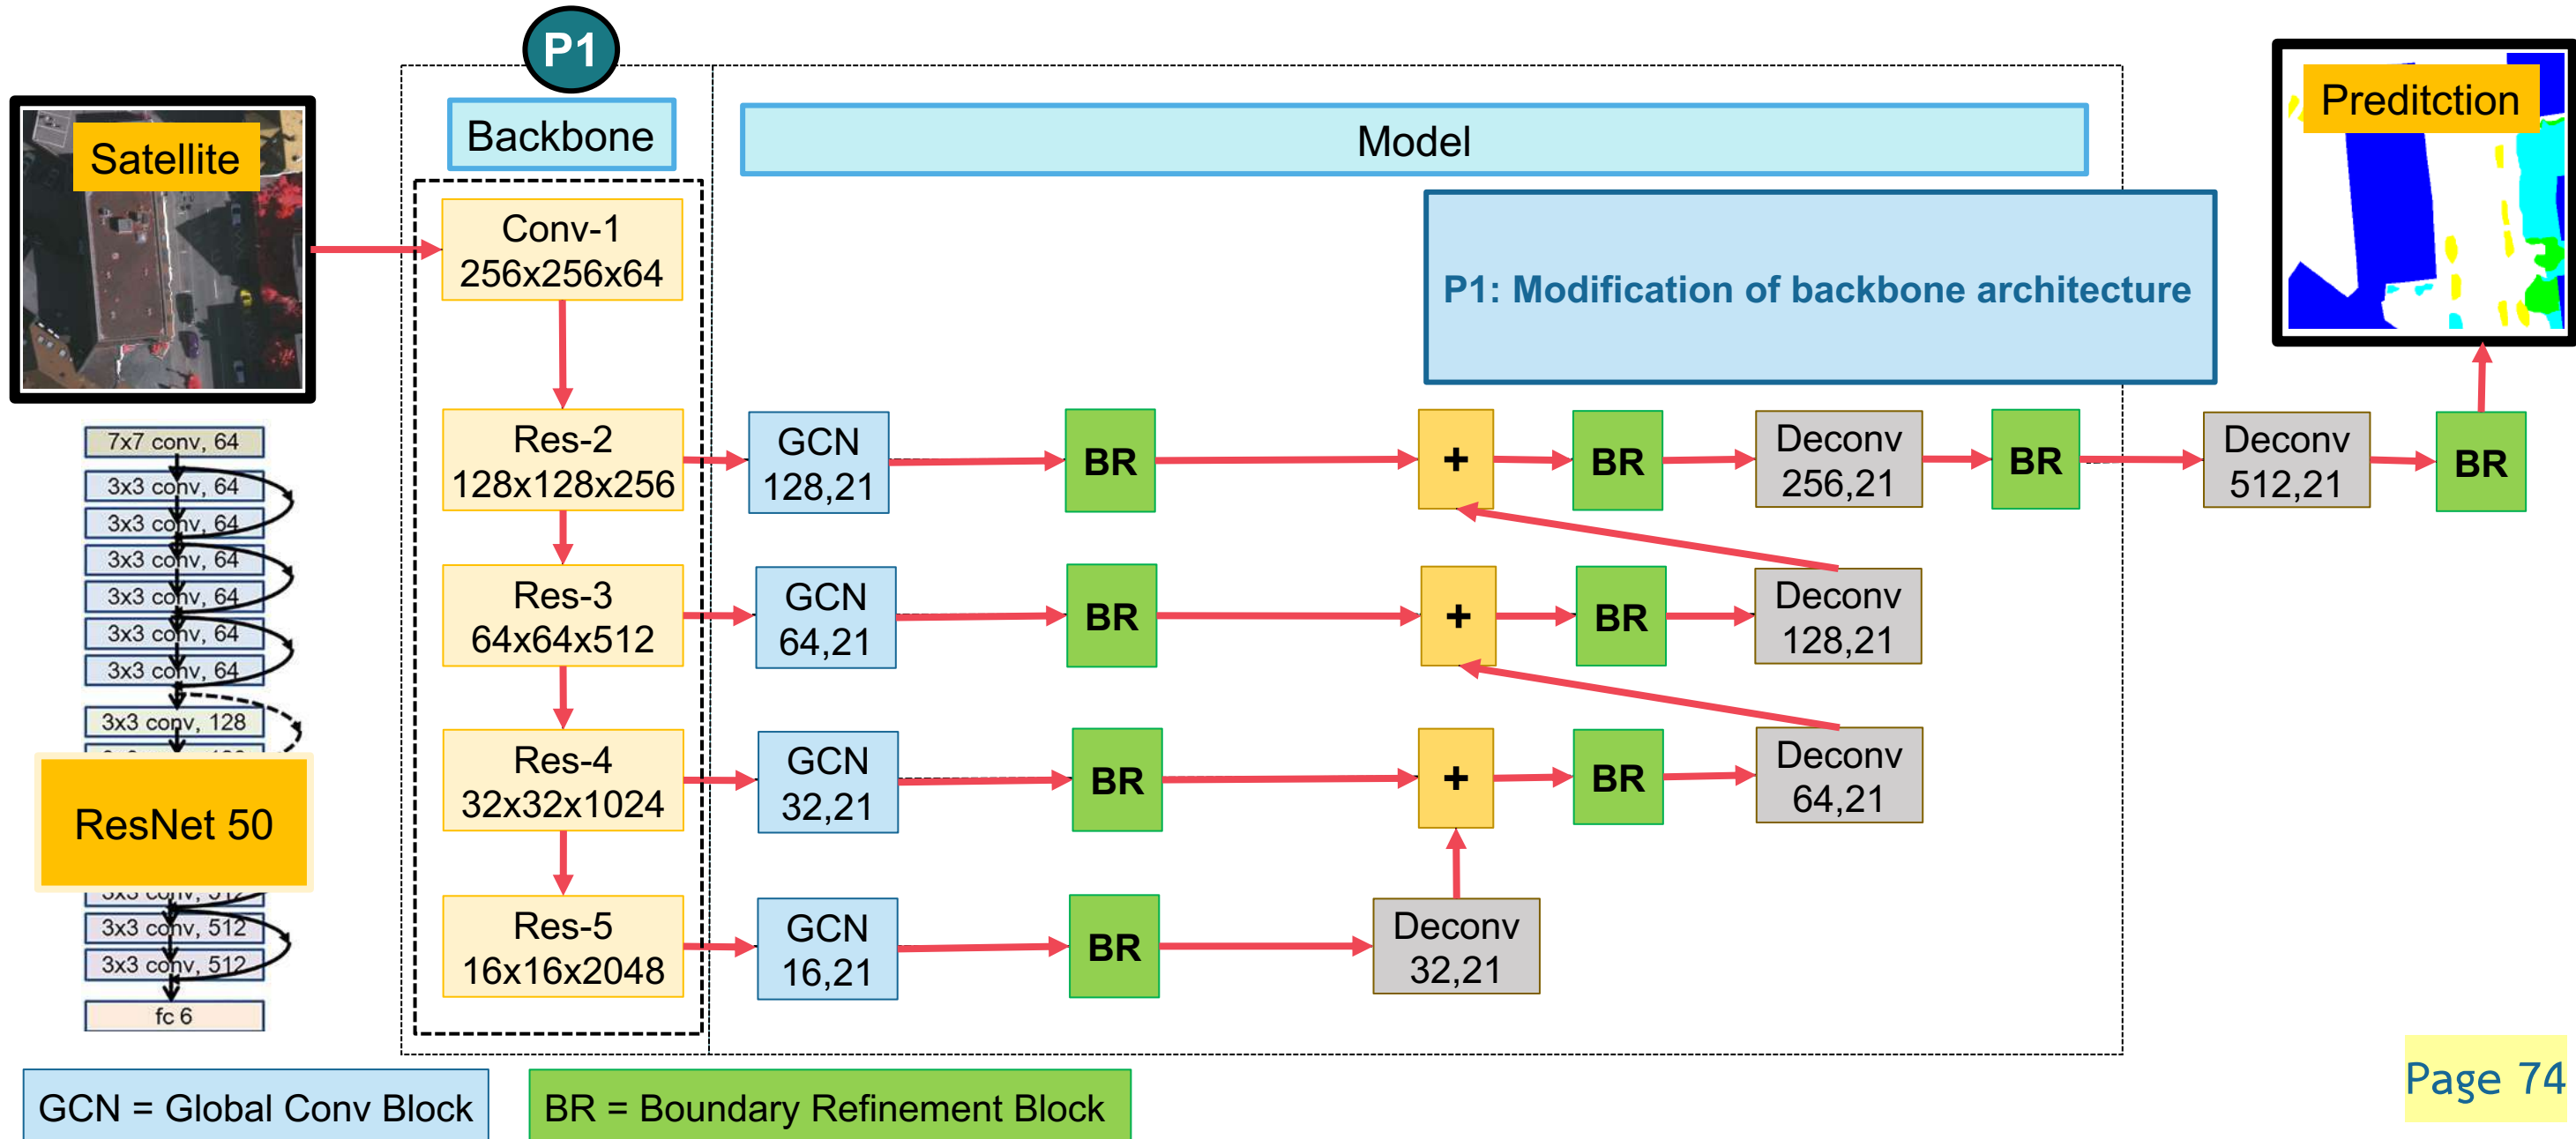 P1
Backbone
Model
Satellite
Preditction
Conv-1
256x256x64
P1: Modification of backbone architecture
Res-2
128x128x256
GCN
128,21
BR
+
BR
Deconv
256,21
BR
Deconv
512,21
BR
Res-3
64x64x512
GCN
64,21
BR
+
BR
Deconv
128,21
Res-4
32x32x1024
GCN
32,21
BR
+
BR
Deconv
64,21
Res-5
16x16x2048
GCN
16,21
BR
Deconv
32,21
7x7 conv, 64
3x3 conv, 64
3x3 conv, 64
3x3 conv, 64
3x3 conv, 64
3x3 conv, 64
3x3 conv, 64
3x3 conv, 128
ResNet 50
3x3 conv, 512
3x3 conv, 512
3x3 conv, 512
fc 6
GCN = Global Conv Block
BR = Boundary Refinement Block
Page 74